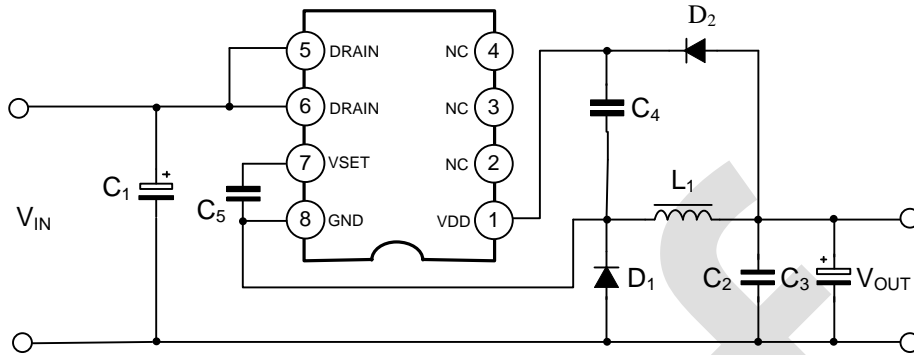 D2
5 DRAIN NC 4
6 DRAIN NC 3
C4
7 VSET NC 2
C1 +
C5
L1
VIN
8 GND VDD 1
D1 C2 C3 + VOUT